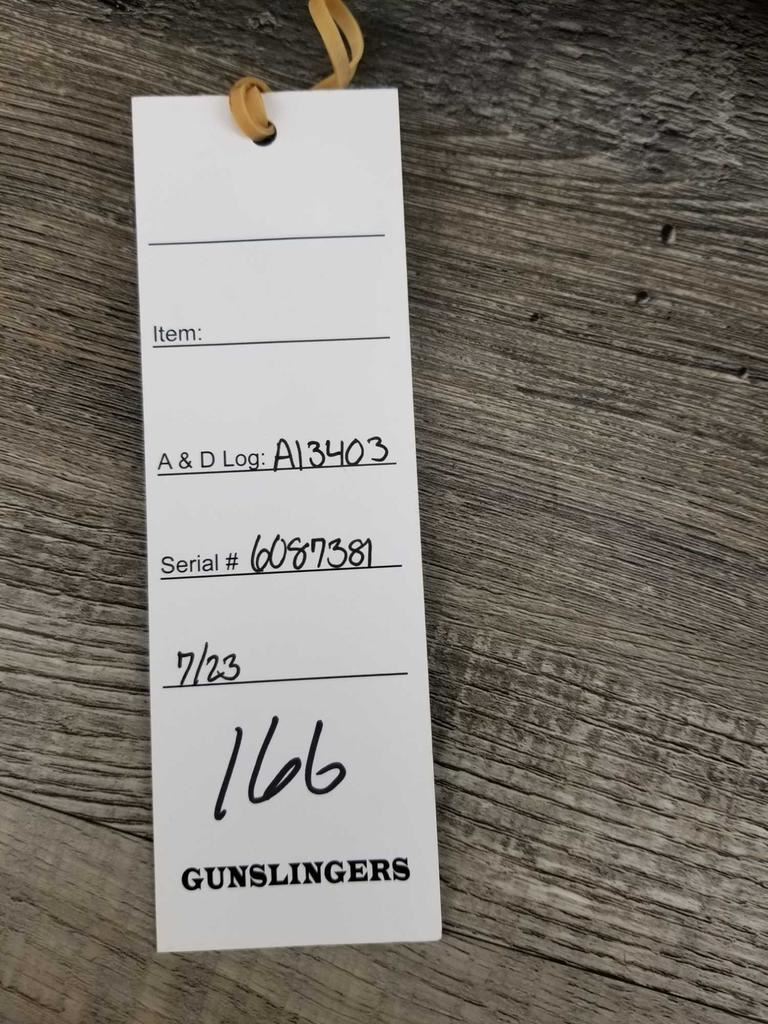 Item:
A & D Log: A13403
Serial # 6087381
7/23
166
GUNSLINGERS